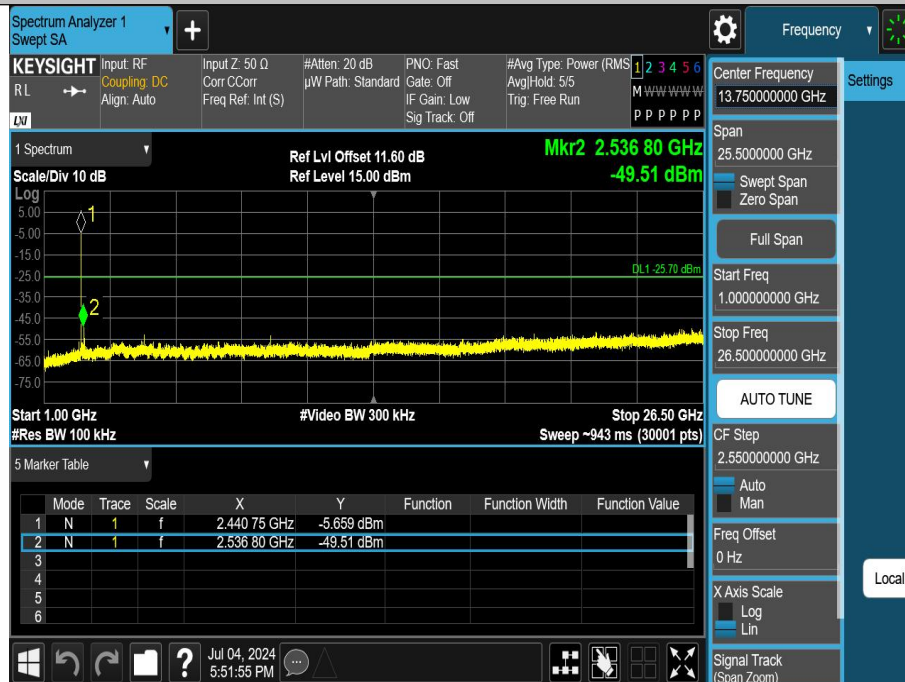 Spectrum Analyzer 1
Swept SA
+
Frequency
KEYSIGHT
RL
LXI
Input: RF
Coupling: DC
Align: Auto
Input Z: 50 Ω
Corr CCorr
Freq Ref: Int (S)
#Atten: 20 dB
µW Path: Standard
PNO: Fast
Gate: Off
IF Gain: Low
Sig Track: Off
#Avg Type: Power (RMS
Avg|Hold: 5/5
Trig: Free Run
1 2 3 4 5 6
M W W W W W
P P P P P P
1 Spectrum
Scale/Div 10 dB
Ref Lvl Offset 11.60 dB
Ref Level 15.00 dBm
Mkr2 2.536 80 GHz
-49.51 dBm
Log
5.00
-5.00
-15.0
-25.0
-35.0
-45.0
-55.0
-65.0
-75.0
1
2
DL1 -25.70 dBm
Start 1.00 GHz
#Video BW 300 kHz
Stop 26.50 GHz
#Res BW 100 kHz
Sweep ~943 ms (30001 pts)
5 Marker Table
Mode Trace Scale X Y Function Function Width Function Value
1 N 1 f 2.440 75 GHz -5.659 dBm
2 N 1 f 2.536 80 GHz -49.51 dBm
3
4
5
6
?
Jul 04, 2024
5:51:55 PM
Center Frequency
13.750000000 GHz
Span
25.5000000 GHz
Swept Span
Zero Span
Full Span
Start Freq
1.000000000 GHz
Stop Freq
26.500000000 GHz
AUTO TUNE
CF Step
2.550000000 GHz
Auto
Man
Freq Offset
0 Hz
X Axis Scale
Log
Lin
Signal Track
(Span Zoom)
Settings
Local